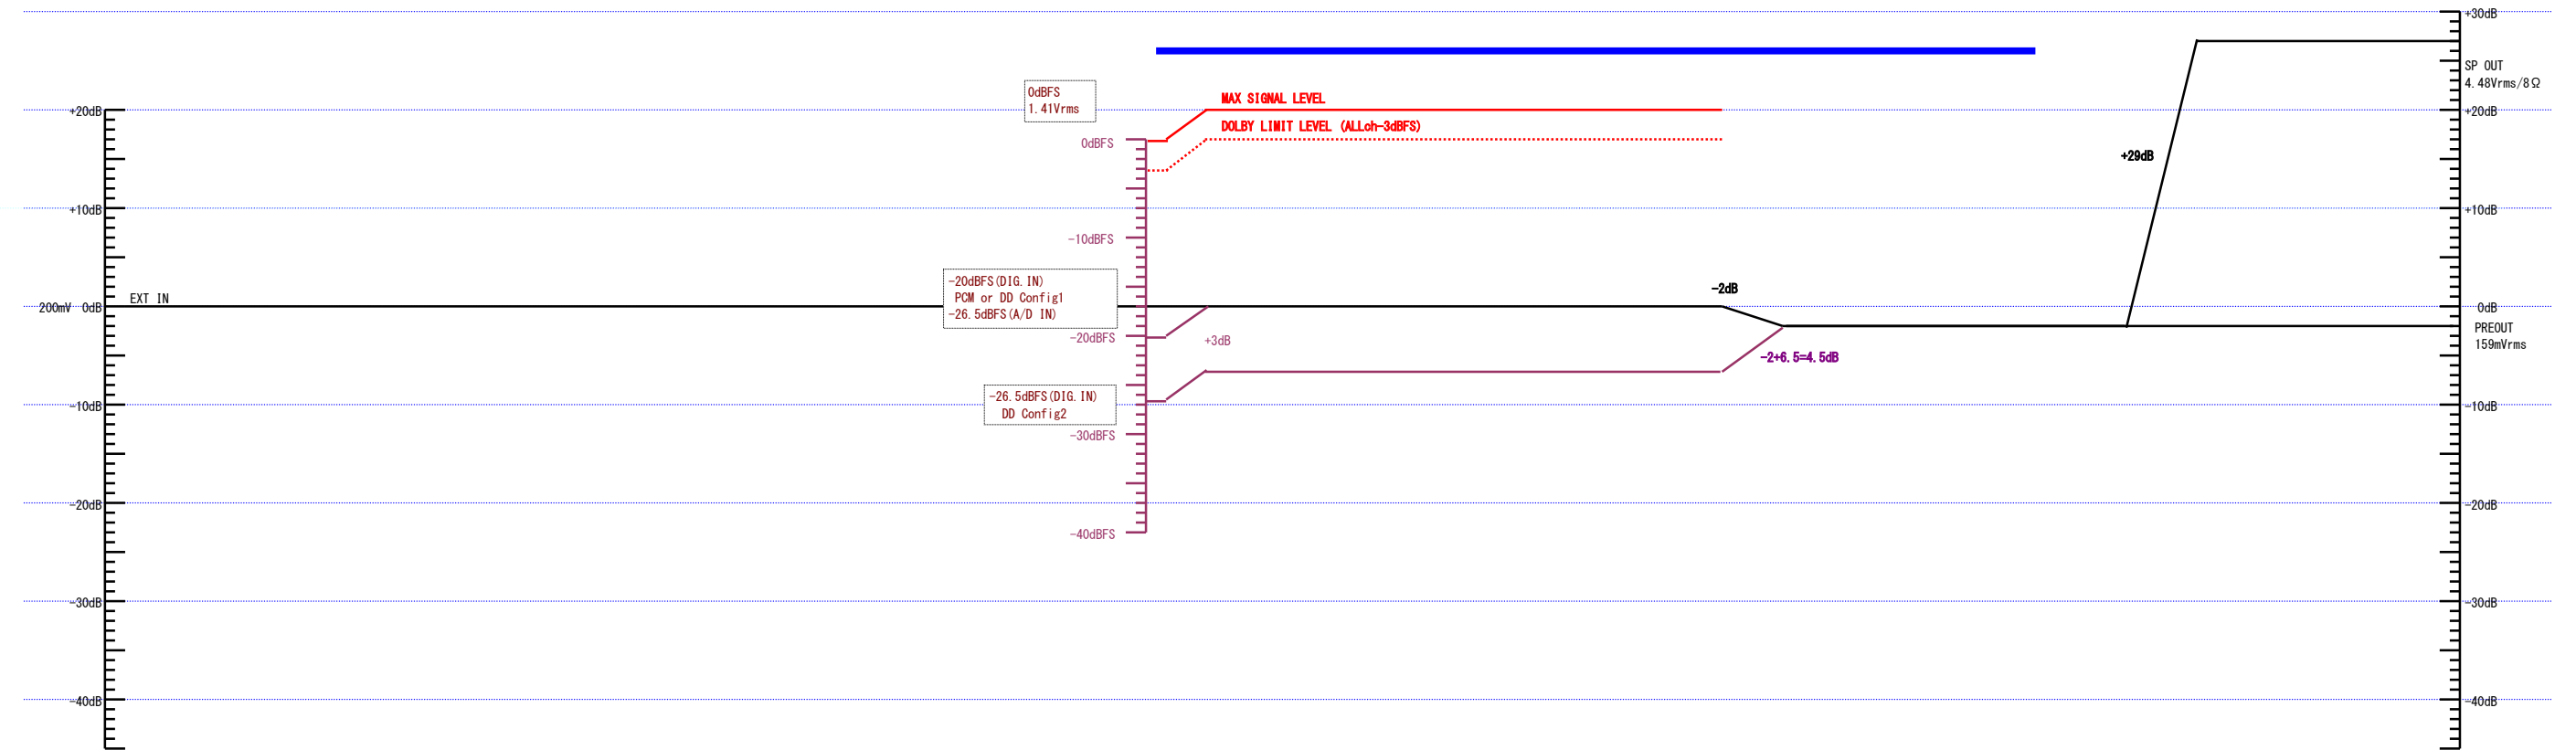 +30dB
SP OUT
4.48Vrms/8Ω
0dBFS
1.41Vrms
MAX SIGNAL LEVEL
+20dB
+20dB
DOLBY LIMIT LEVEL (ALLch-3dBFS)
0dBFS
+29dB
+10dB
+10dB
-10dBFS
-20dBFS(DIG.IN)
PCM or DD Config1
-26.5dBFS(A/D IN)
-2dB
EXT IN
200mV 0dB
0dB
PREOUT
159mVrms
-20dBFS
+3dB
-2+6.5=4.5dB
-26.5dBFS(DIG.IN)
DD Config2
-10dB
-10dB
-30dBFS
-20dB
-20dB
-40dBFS
-30dB
-30dB
-40dB
-40dB